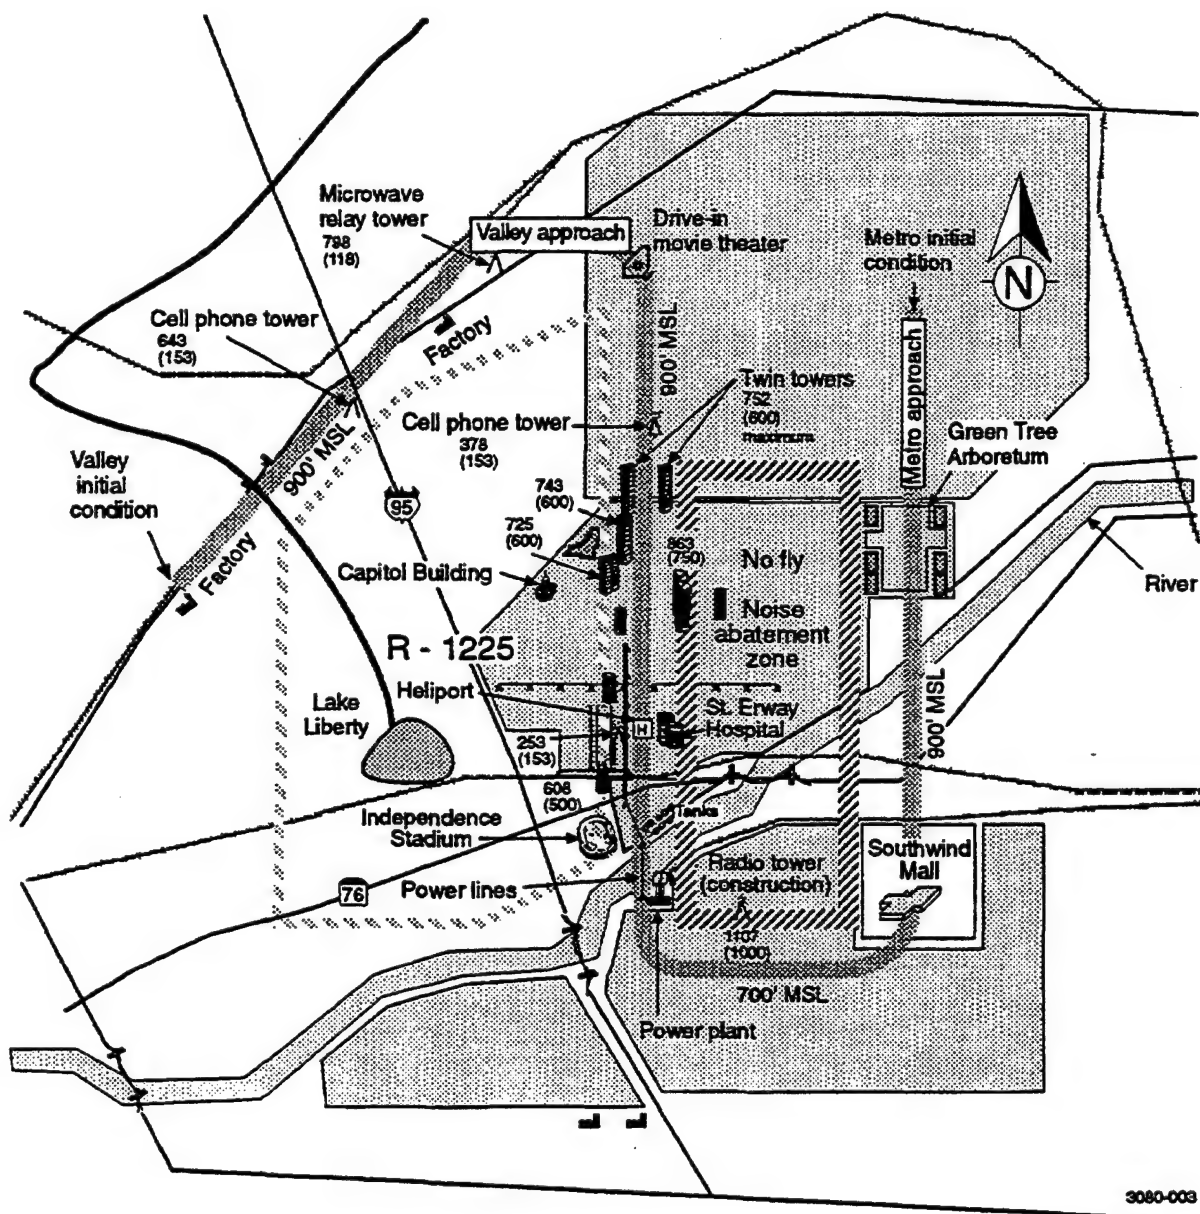 Microwave
relay tower
798
(118)
Valley approach
Drive-in
movie theater
Metro initial
condition
N
Cell phone tower
643
(153)
Factory
900' MSL
Metro approach
Twin towers
752
(600)
maximum
Green Tree
Arboretum
Cell phone tower
378
(153)
900' MSL
Valley
initial
condition
95
743
(600)
725
(600)
863
(750)
No fly
Factory
Capitol Building
River
Noise
abatement
zone
R - 1225
Heliport
H
St. Erway
Hospital
900' MSL
Lake
Liberty
253
(153)
608
(500)
Independence
Stadium
Tanks
Southwind
Mall
76
Power lines
Radio tower
(construction)
1107
(1000)
700' MSL
Power plant
3080-003